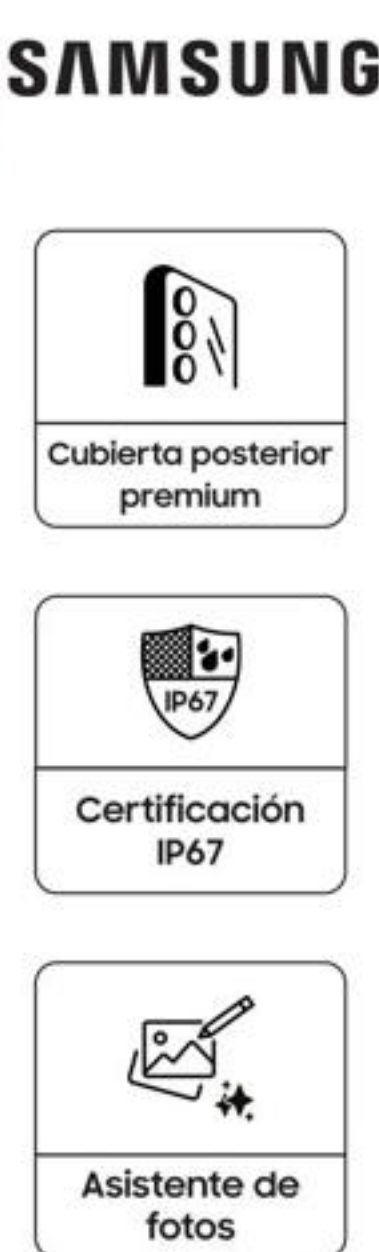 SAMSUNG
Cubierta posterior
premium
IP67
Certificación
IP67
Asistente de
fotos